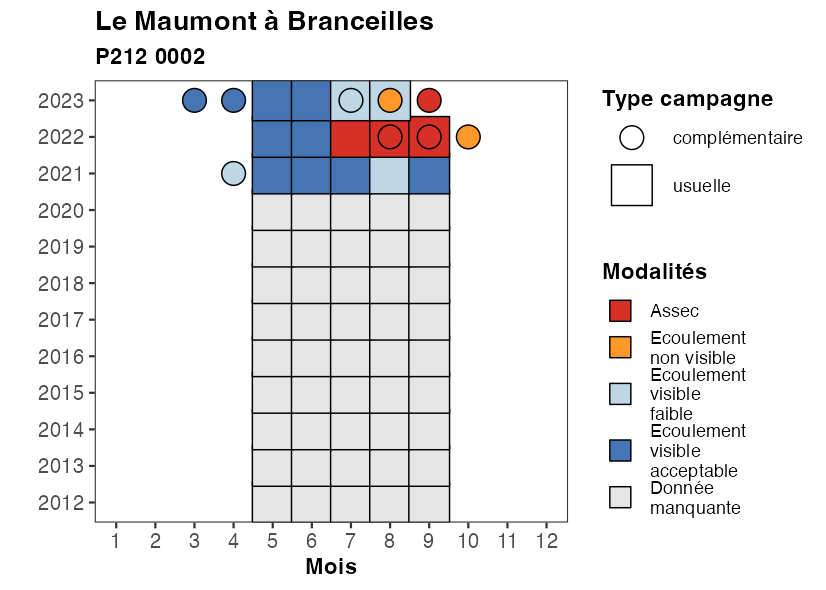 Le Maumont à Branceilles
P212 0002
2023
2022
2021
2020
2019
2018
2017
2016
2015
2014
2013
2012
1 2 3 4 5 6 7 8 9 10 11 12
Mois
Type campagne
complémentaire
usuelle
Modalités
Assec
Ecoulement
non visible
Ecoulement
visible
faible
Ecoulement
visible
acceptable
Donnée
manquante